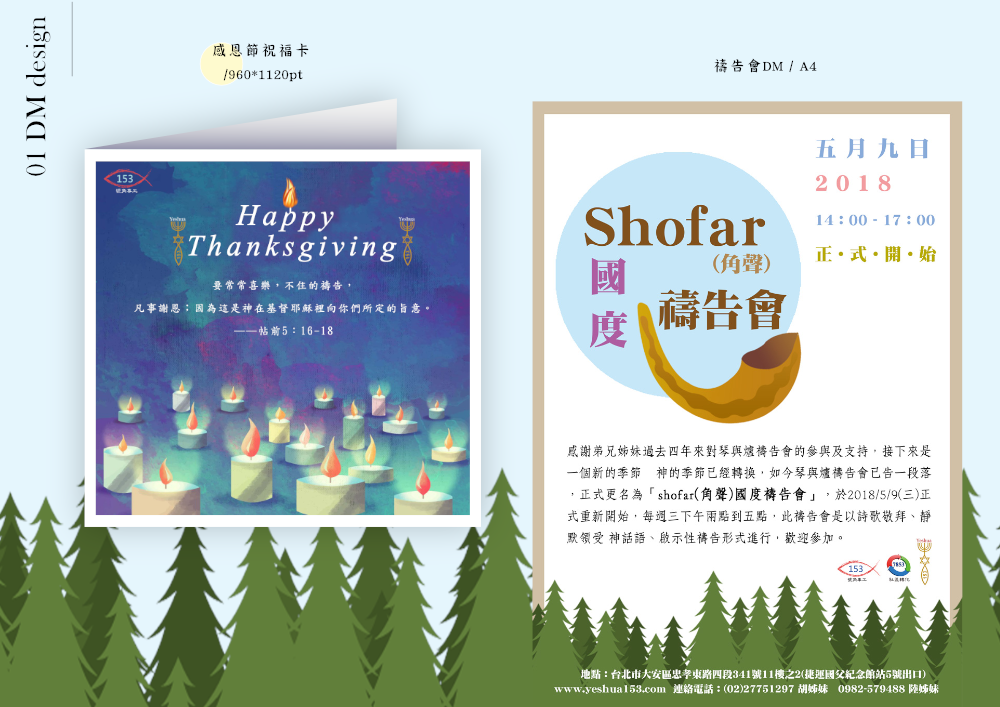 01 DM design
感恩節祝福卡
/960*1120pt
153
Yeshua
Yeshua
Happy
Thanksgiving
要常常喜樂，不住的禱告，
凡事謝恩；因為這是神在基督耶穌裡向你們所定的旨意。
——帖前5：16-18
禱告會DM / A4
五月九日
2018
14：00 - 17：00
正・式・開・始
Shofar
(角聲)
國度
禱告會
感謝弟兄姊妹過去四年來對琴與爐禱告會的參與及支持，接下來是
一個新的季節　神的季節已經轉換，如今琴與爐禱告會已告一段落
，正式更名為「shofar(角聲)國度禱告會」，於2018/5/9(三)正
式重新開始，每週三下午兩點到五點，此禱告會是以詩歌敬拜、靜
默領受 神話語、啟示性禱告形式進行，歡迎參加。
153
7853
Yeshua
地點：台北市大安區忠孝東路四段341號11樓之2(捷運國父紀念館站5號出口)
www.yeshua153.com 連絡電話：(02)27751297 胡姊妹 0982-579488 陸姊妹